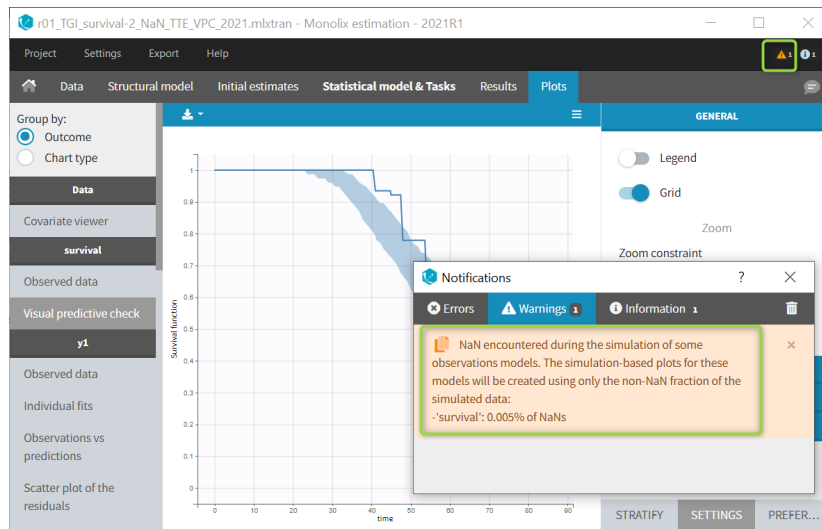 r01_TGI_survival-2_NaN_TTE_VPC_2021.mlxtran - Monolix estimation - 2021R1
Project Settings Export Help
1 1
Data Structural model Initial estimates Statistical model & Tasks Results Plots
Group by:
Outcome
Chart type
Data
Covariate viewer
survival
Observed data
Visual predictive check
y1
Observed data
Individual fits
Observations vs
predictions
Scatter plot of the
residuals
Survival function
1
0.9
0.8
0.7
0.6
0.5
0.4
0.3
0.2
0.1
0
0 10 20 30 40 50 60 70 80 90
time
GENERAL
Legend
Grid
Zoom
Zoom constraint
Notifications ?
Errors Warnings 1 Information 1
NaN encountered during the simulation of some
observations models. The simulation-based plots for these
models will be created using only the non-NaN fraction of the
simulated data:
-'survival': 0.005% of NaNs
STRATIFY SETTINGS PREFER...